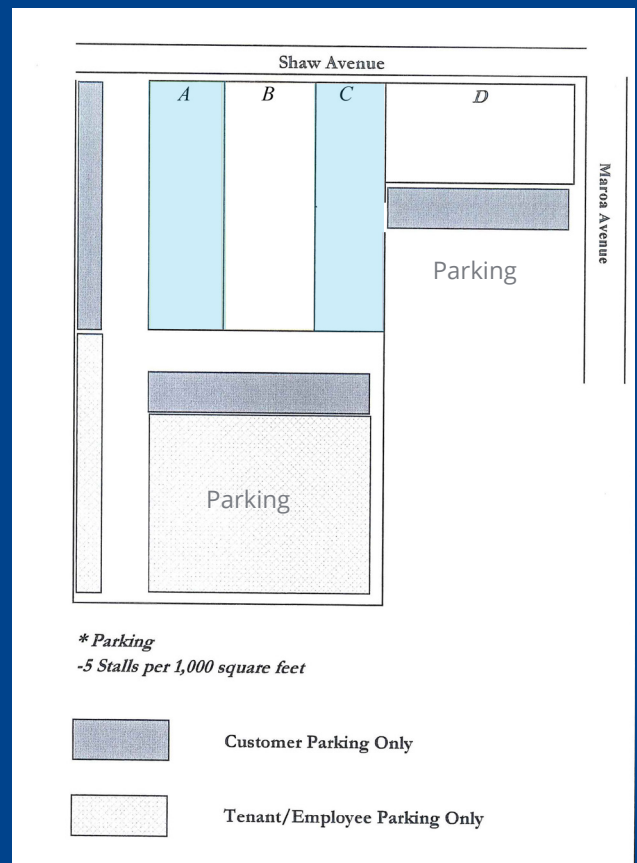 Shaw Avenue
A B C D
Maroa Avenue
Parking
Parking
* Parking
-5 Stalls per 1,000 square feet
Customer Parking Only
Tenant/Employee Parking Only